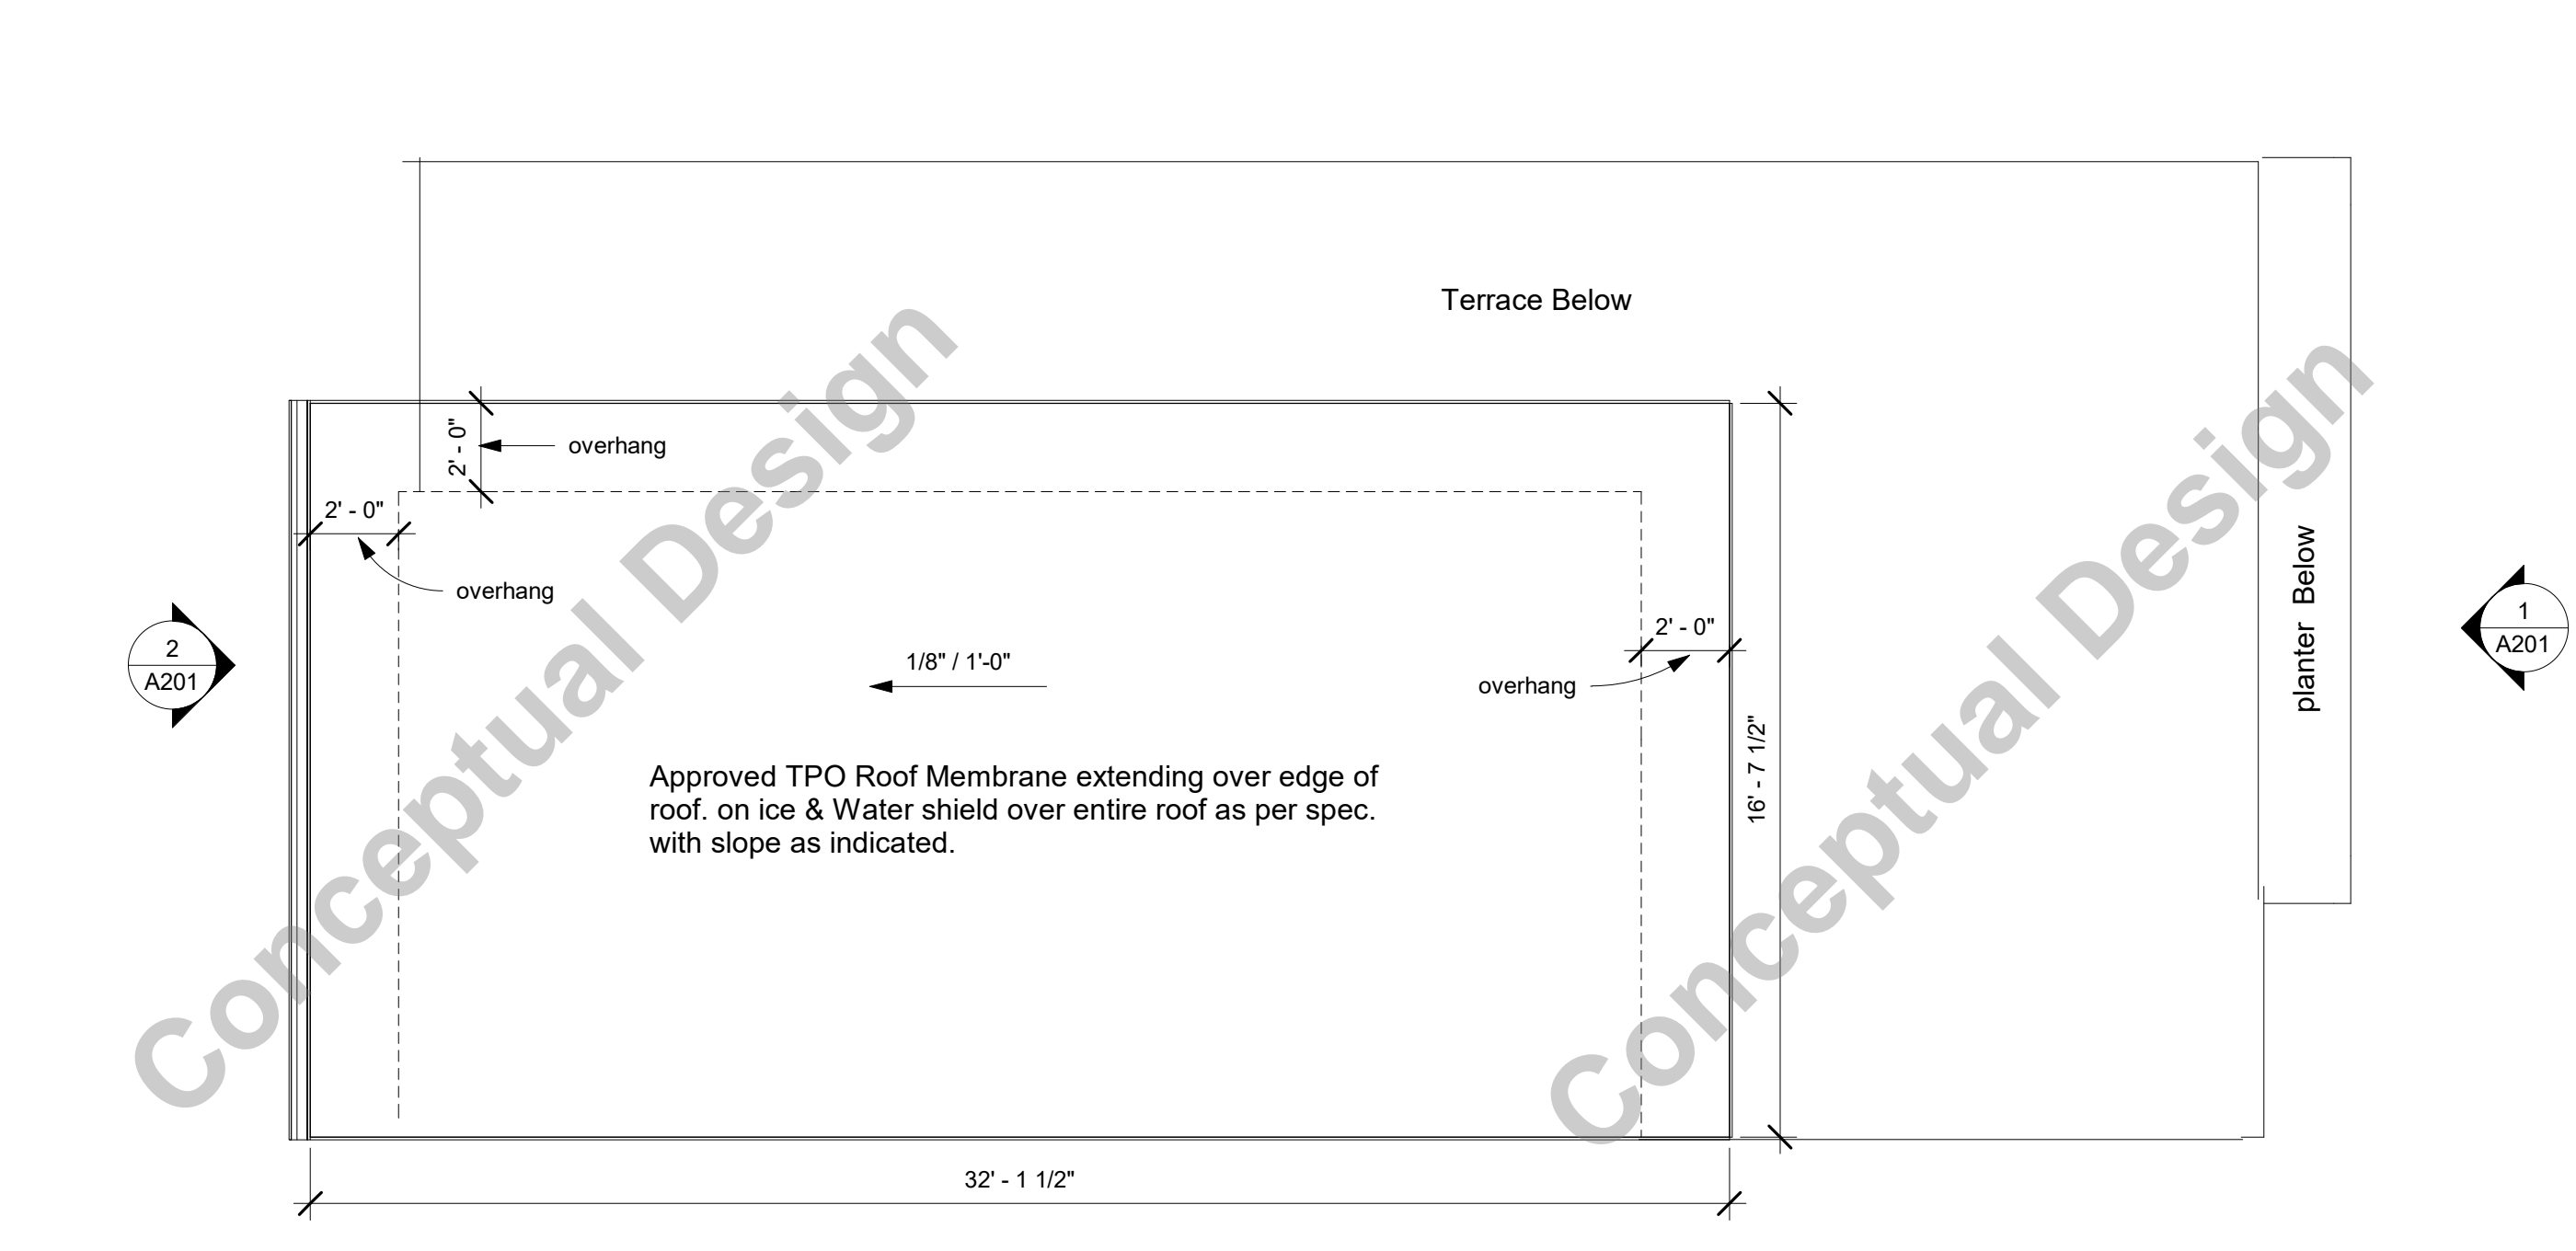 Terrace Below
2' - 0"
overhang
2' - 0"
overhang
planter Below
2' - 0"
overhang
1
A201
2
A201
1/8" / 1'-0"
16' - 7 1/2"
Approved TPO Roof Membrane extending over edge of
roof. on ice & Water shield over entire roof as per spec.
with slope as indicated.
32' - 1 1/2"
Conceptual Design
Conceptual Design